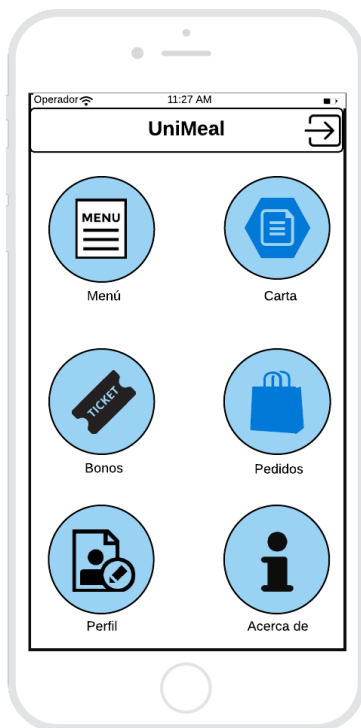 Operador 11:27 AM
UniMeal
MENU
Menú Carta
TICKET
Bonos Pedidos
Perfil Acerca de